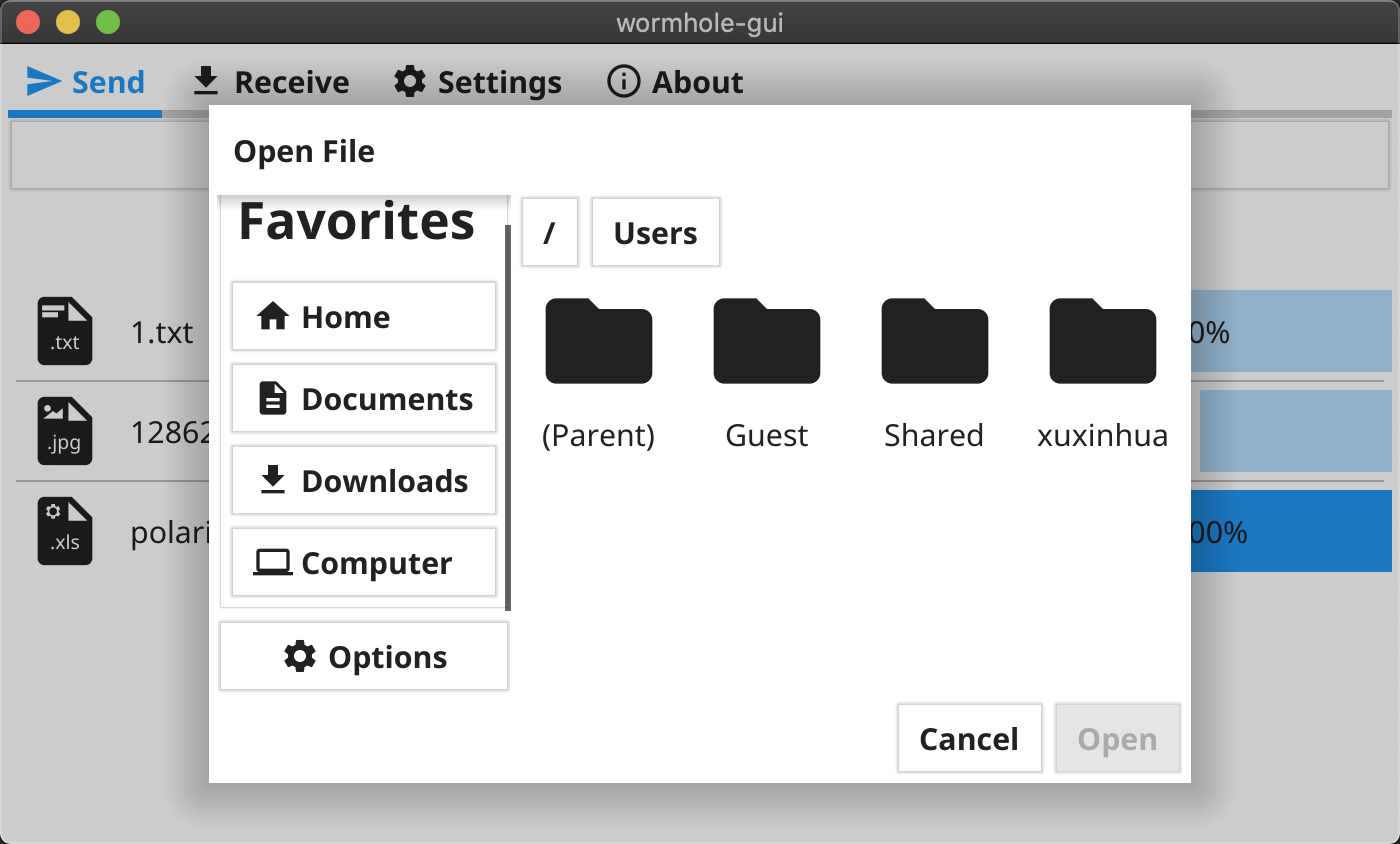 wormhole-gui
Send Receive Settings About
Open File
Favorites
/ Users
Home
Documents
Downloads
Computer
Options
(Parent) Guest Shared xuxinhua
.txt 1.txt 0%
.jpg 12862
.xls polari 00%
Cancel Open